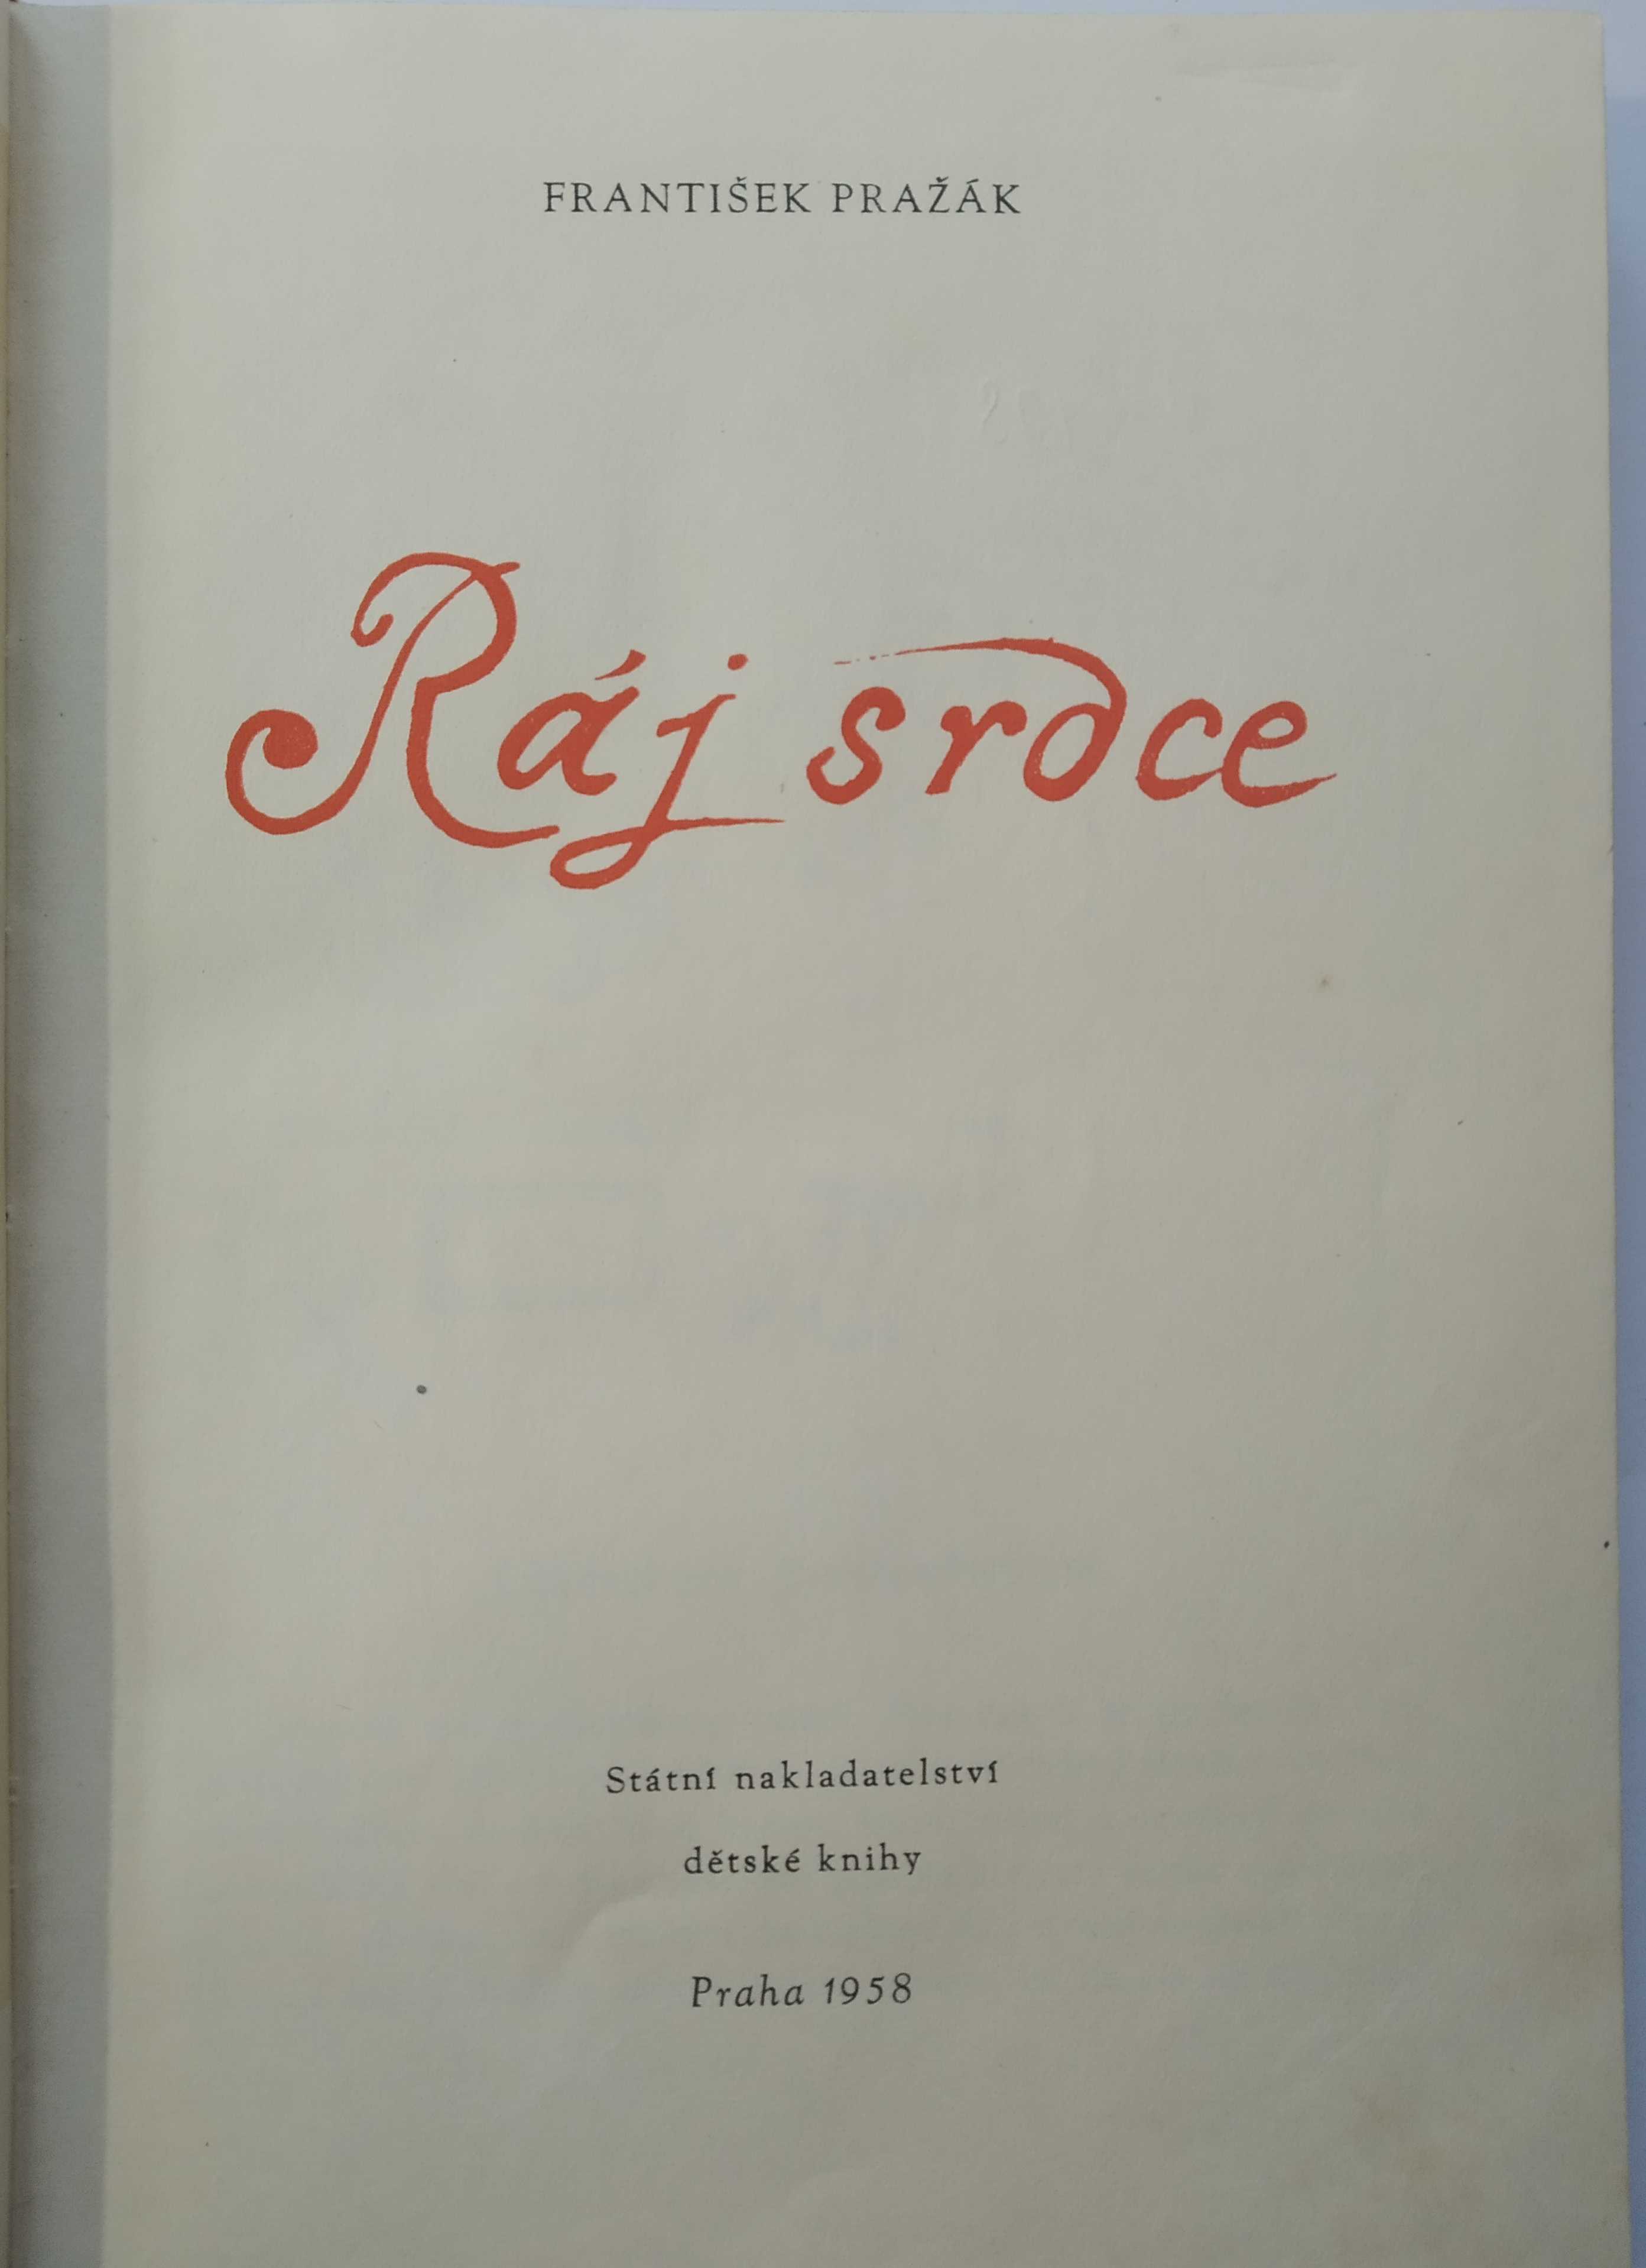 FRANTIŠEK PRAŽÁK
Ráj srdce
Státní nakladatelství
dětské knihy
Praha 1958